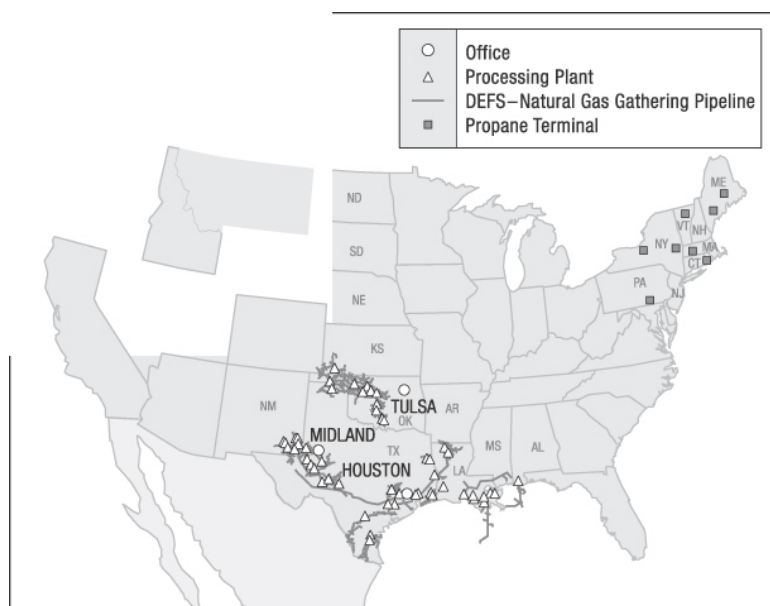 Office
Processing Plant
DEFS–Natural Gas Gathering Pipeline
Propane Terminal
ME
ND
VT
NH
NY
MA
SD
CT
NE
PA
NJ
KS
TULSA
NM
OK
AR
MIDLAND
TX
MS
AL
HOUSTON
LA